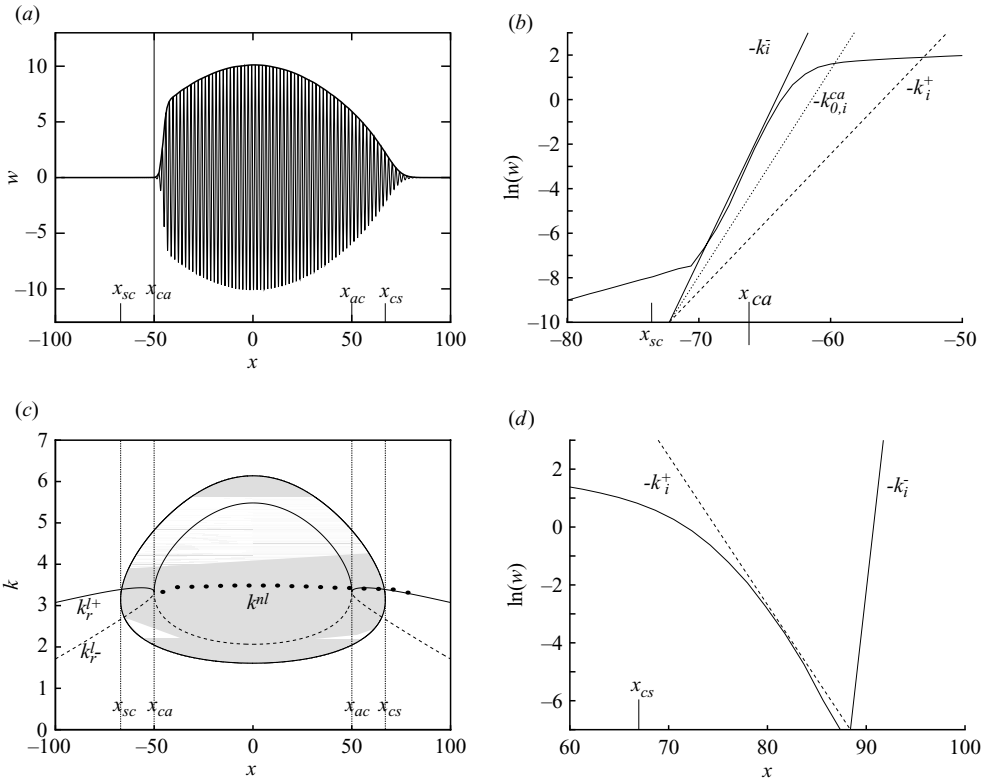 (a)
10
5
0
–5
–10
w
x_sc x_ca x_ac x_cs
–100 –50 0 50 100
x
(b)
2
0
–2
–4
–6
–8
–10
ln(w)
-k_i^-
-k_{0,i}^{ca}
-k_i^+
x_sc
x_ca
–80 –70 –60 –50
(c)
7
6
5
4
3
2
1
0
k
k_r^{l+}
k_r^{l-}
k^{nl}
x_sc x_ca x_ac x_cs
–100 –50 0 50 100
x
(d)
2
0
–2
–4
–6
ln(w)
-k_i^+
-k_i^-
x_cs
60 70 80 90 100
x